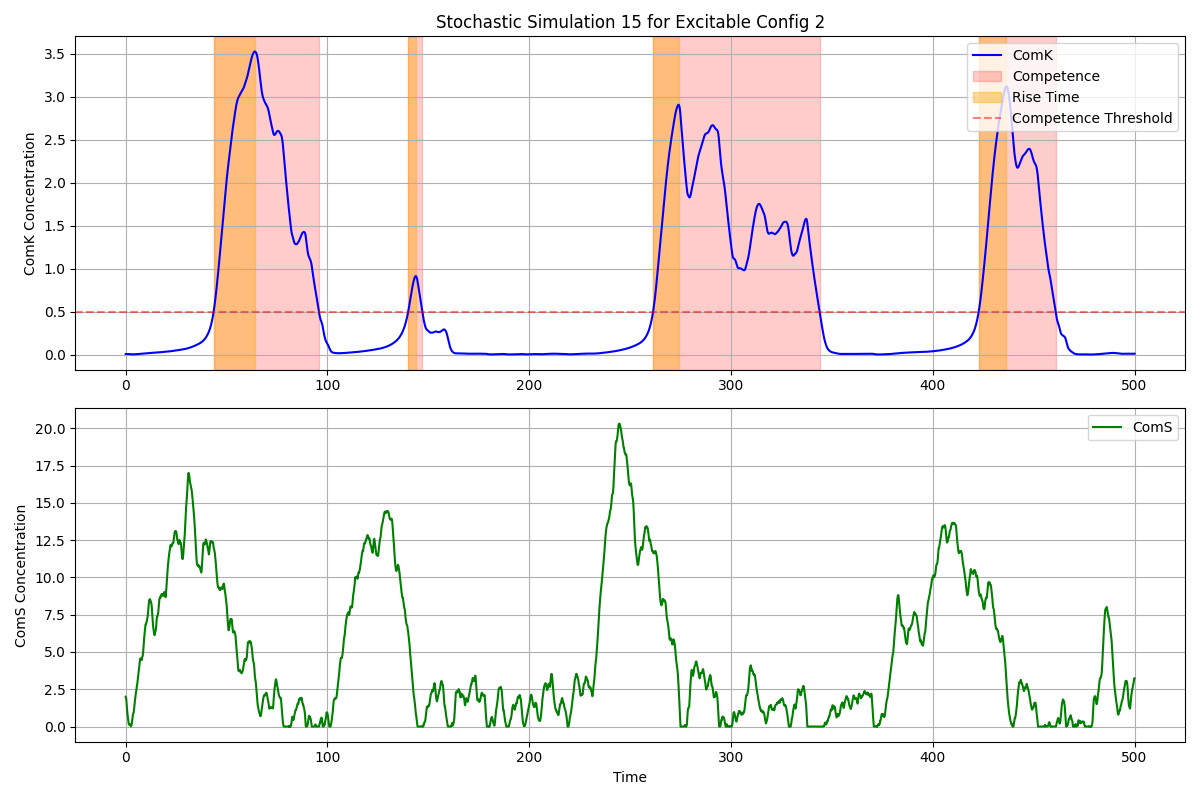 Stochastic Simulation 15 for Excitable Config 2
ComK Concentration
3.5
3.0
2.5
2.0
1.5
1.0
0.5
0.0
ComK
Competence
Rise Time
Competence Threshold
0 100 200 300 400 500
ComS Concentration
20.0
17.5
15.0
12.5
10.0
7.5
5.0
2.5
0.0
ComS
0 100 200 300 400 500
Time